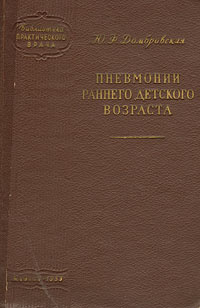 Библиотека
ПРАКТИЧЕСКОГО
ВРАЧА
Ю. Ф. Домбровская
ПНЕВМОНИИ
РАННЕГО ДЕТСКОГО
ВОЗРАСТА